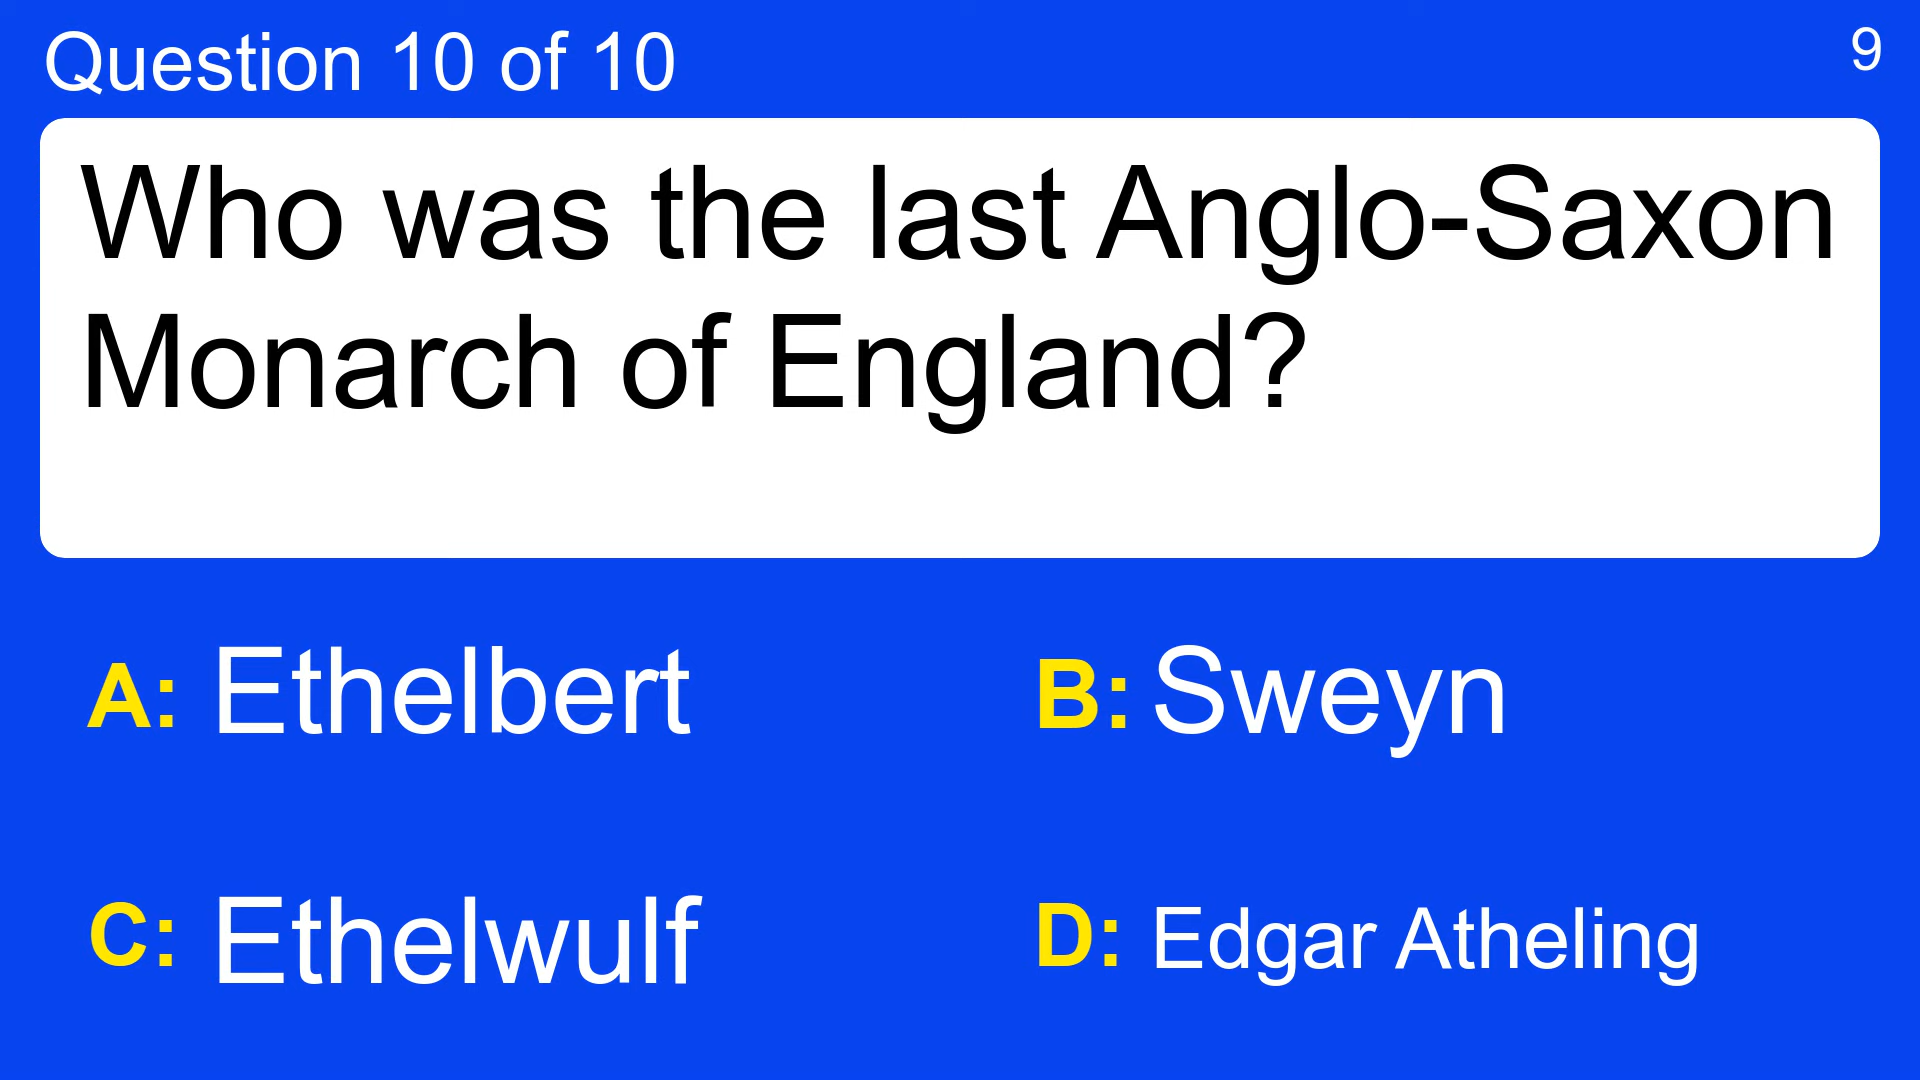 Question 10 of 10
9
Who was the last Anglo-Saxon
Monarch of England?
A: Ethelbert
B: Sweyn
C: Ethelwulf
D: Edgar Atheling